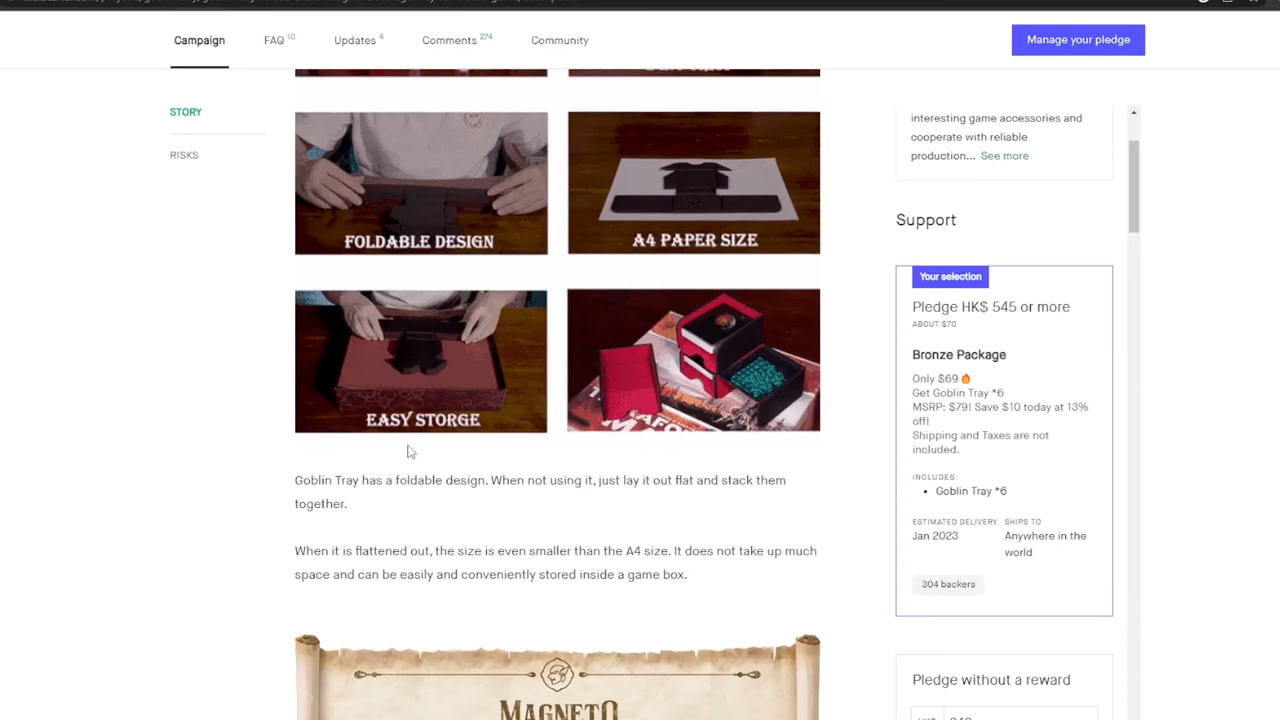 Campaign
FAQ 10
Updates 4
Comments 274
Community
Manage your pledge
STORY
RISKS
FOLDABLE DESIGN
A4 PAPER SIZE
EASY STORGE
Goblin Tray has a foldable design. When not using it, just lay it out flat and stack them
together.
When it is flattened out, the size is even smaller than the A4 size. It does not take up much
space and can be easily and conveniently stored inside a game box.
MAGNETO
interesting game accessories and
cooperate with reliable
production... See more
Support
Your selection
Pledge HK$ 545 or more
ABOUT $70
Bronze Package
Only $69🔥
Get Goblin Tray *6
MSRP: $79! Save $10 today at 13%
off!
Shipping and Taxes are not
included.
INCLUDES:
• Goblin Tray *6
ESTIMATED DELIVERY
Jan 2023
SHIPS TO
Anywhere in the
world
304 backers
Pledge without a reward